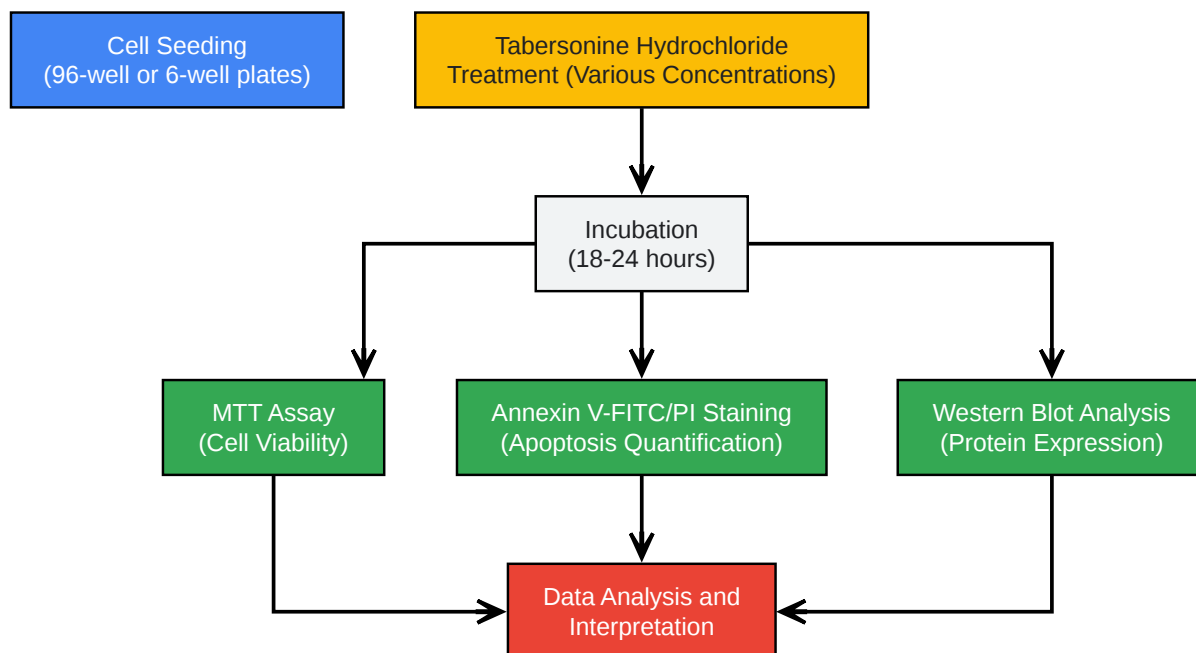 Cell Seeding
(96-well or 6-well plates)
Tabersonine Hydrochloride
Treatment (Various Concentrations)
Incubation
(18-24 hours)
MTT Assay
(Cell Viability)
Annexin V-FITC/PI Staining
(Apoptosis Quantification)
Western Blot Analysis
(Protein Expression)
Data Analysis and
Interpretation